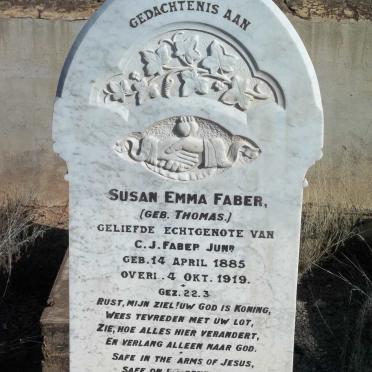 GEDACHTENIS AAN
SUSAN EMMA FABER,
(GEB. THOMAS.)
GELIEFDE ECHTGENOTE VAN
C.J. FABER JUNR
GEB. 14 APRIL 1885
OVERL. 4 OKT. 1919.
GEZ. 22.3
RUST, MIJN ZIEL! UW GOD IS KONING,
WEES TEVREDEN MET UW LOT,
ZIE, HOE ALLES HIER VERANDERT,
EN VERLANG ALLEEN NAAR GOD.
SAFE IN THE ARMS OF JESUS,
SAFE ON